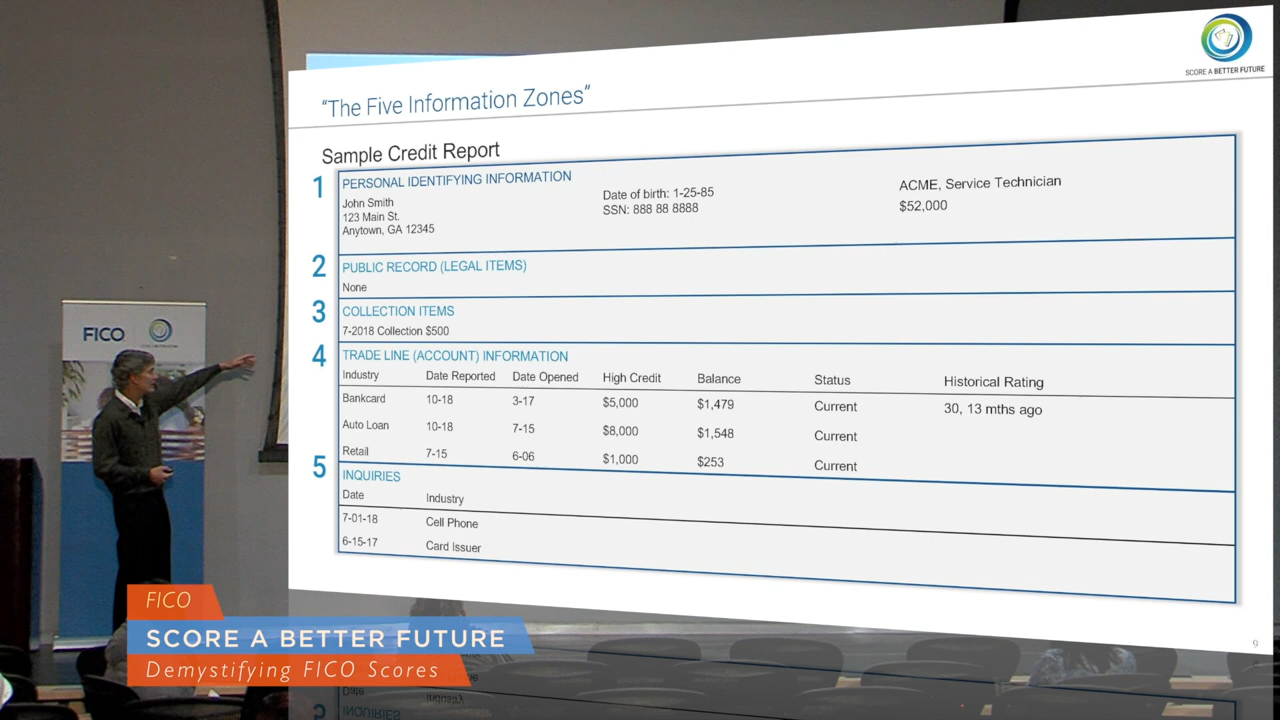 SCORE A BETTER FUTURE
"The Five Information Zones"
Sample Credit Report
1 PERSONAL IDENTIFYING INFORMATION
John Smith Date of birth: 1-25-85 ACME, Service Technician
123 Main St. SSN: 888 88 8888 $52,000
Anytown, GA 12345
2 PUBLIC RECORD (LEGAL ITEMS)
None
3 COLLECTION ITEMS
7-2018 Collection $500
4 TRADE LINE (ACCOUNT) INFORMATION
Industry Date Reported Date Opened High Credit Balance Status Historical Rating
Bankcard 10-18 3-17 $5,000 $1,479 Current 30, 13 mths ago
Auto Loan 10-18 7-15 $8,000 $1,548 Current
Retail 7-15 6-06 $1,000 $253 Current
5 INQUIRIES
Date Industry
7-01-18 Cell Phone
6-15-17 Card Issuer
9
FICO
FICO
SCORE A BETTER FUTURE
Demystifying FICO Scores
Date Industry
5 INQUIRIES